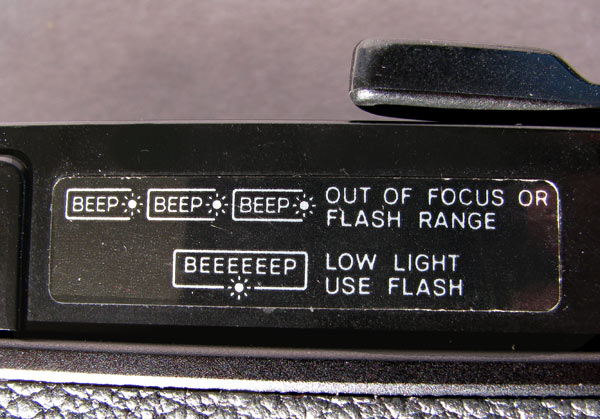 BEEP BEEP BEEP OUT OF FOCUS OR
FLASH RANGE
BEEEEEEP LOW LIGHT
USE FLASH